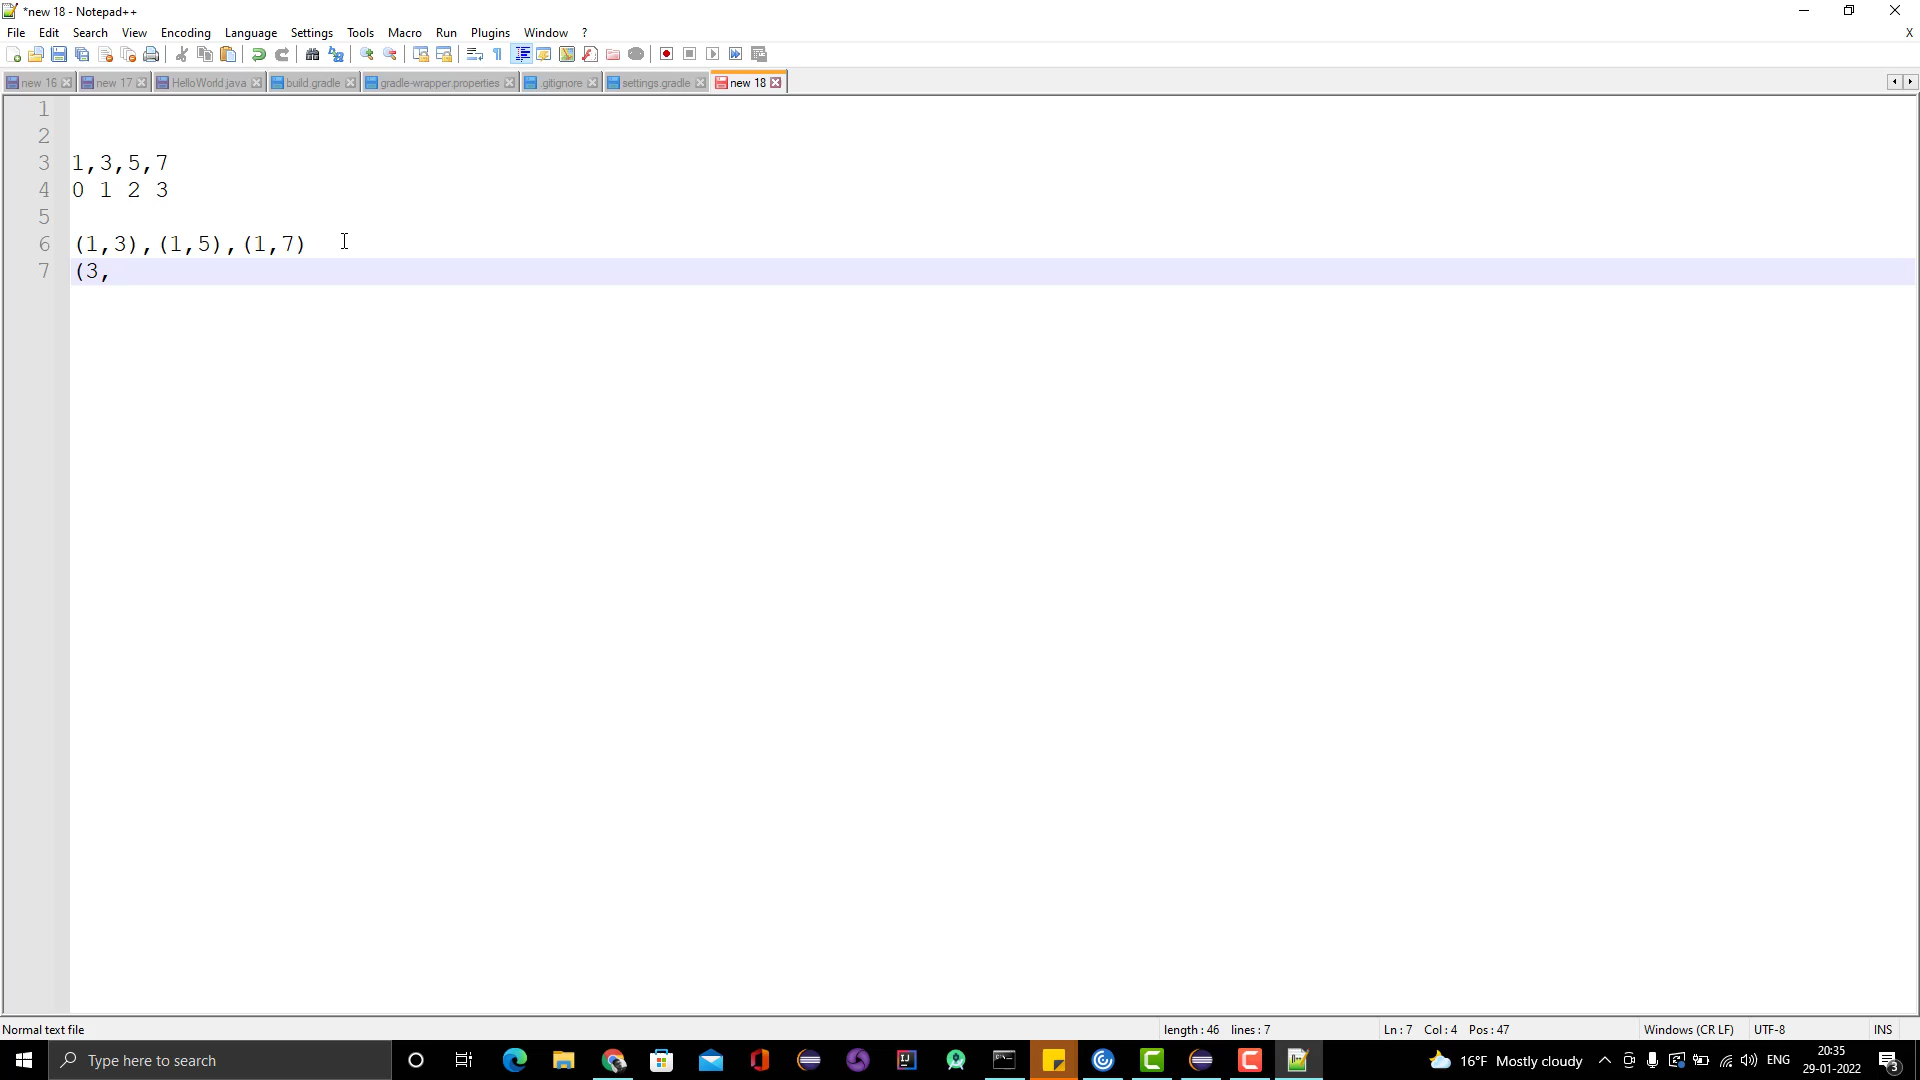 *new 18 - Notepad++
File Edit Search View Encoding Language Settings Tools Macro Run Plugins Window ? X
new 16 new 17 HelloWorld.java build.gradle gradle-wrapper.properties .gitignore settings.gradle new 18
1
2
3 1,3,5,7
4 0 1 2 3
5
6 (1,3),(1,5),(1,7)
7 (3,
Normal text file length : 46 lines : 7 Ln : 7 Col : 4 Pos : 47 Windows (CR LF) UTF-8 INS
Type here to search 16°F Mostly cloudy ENG 20:35
29-01-2022 3